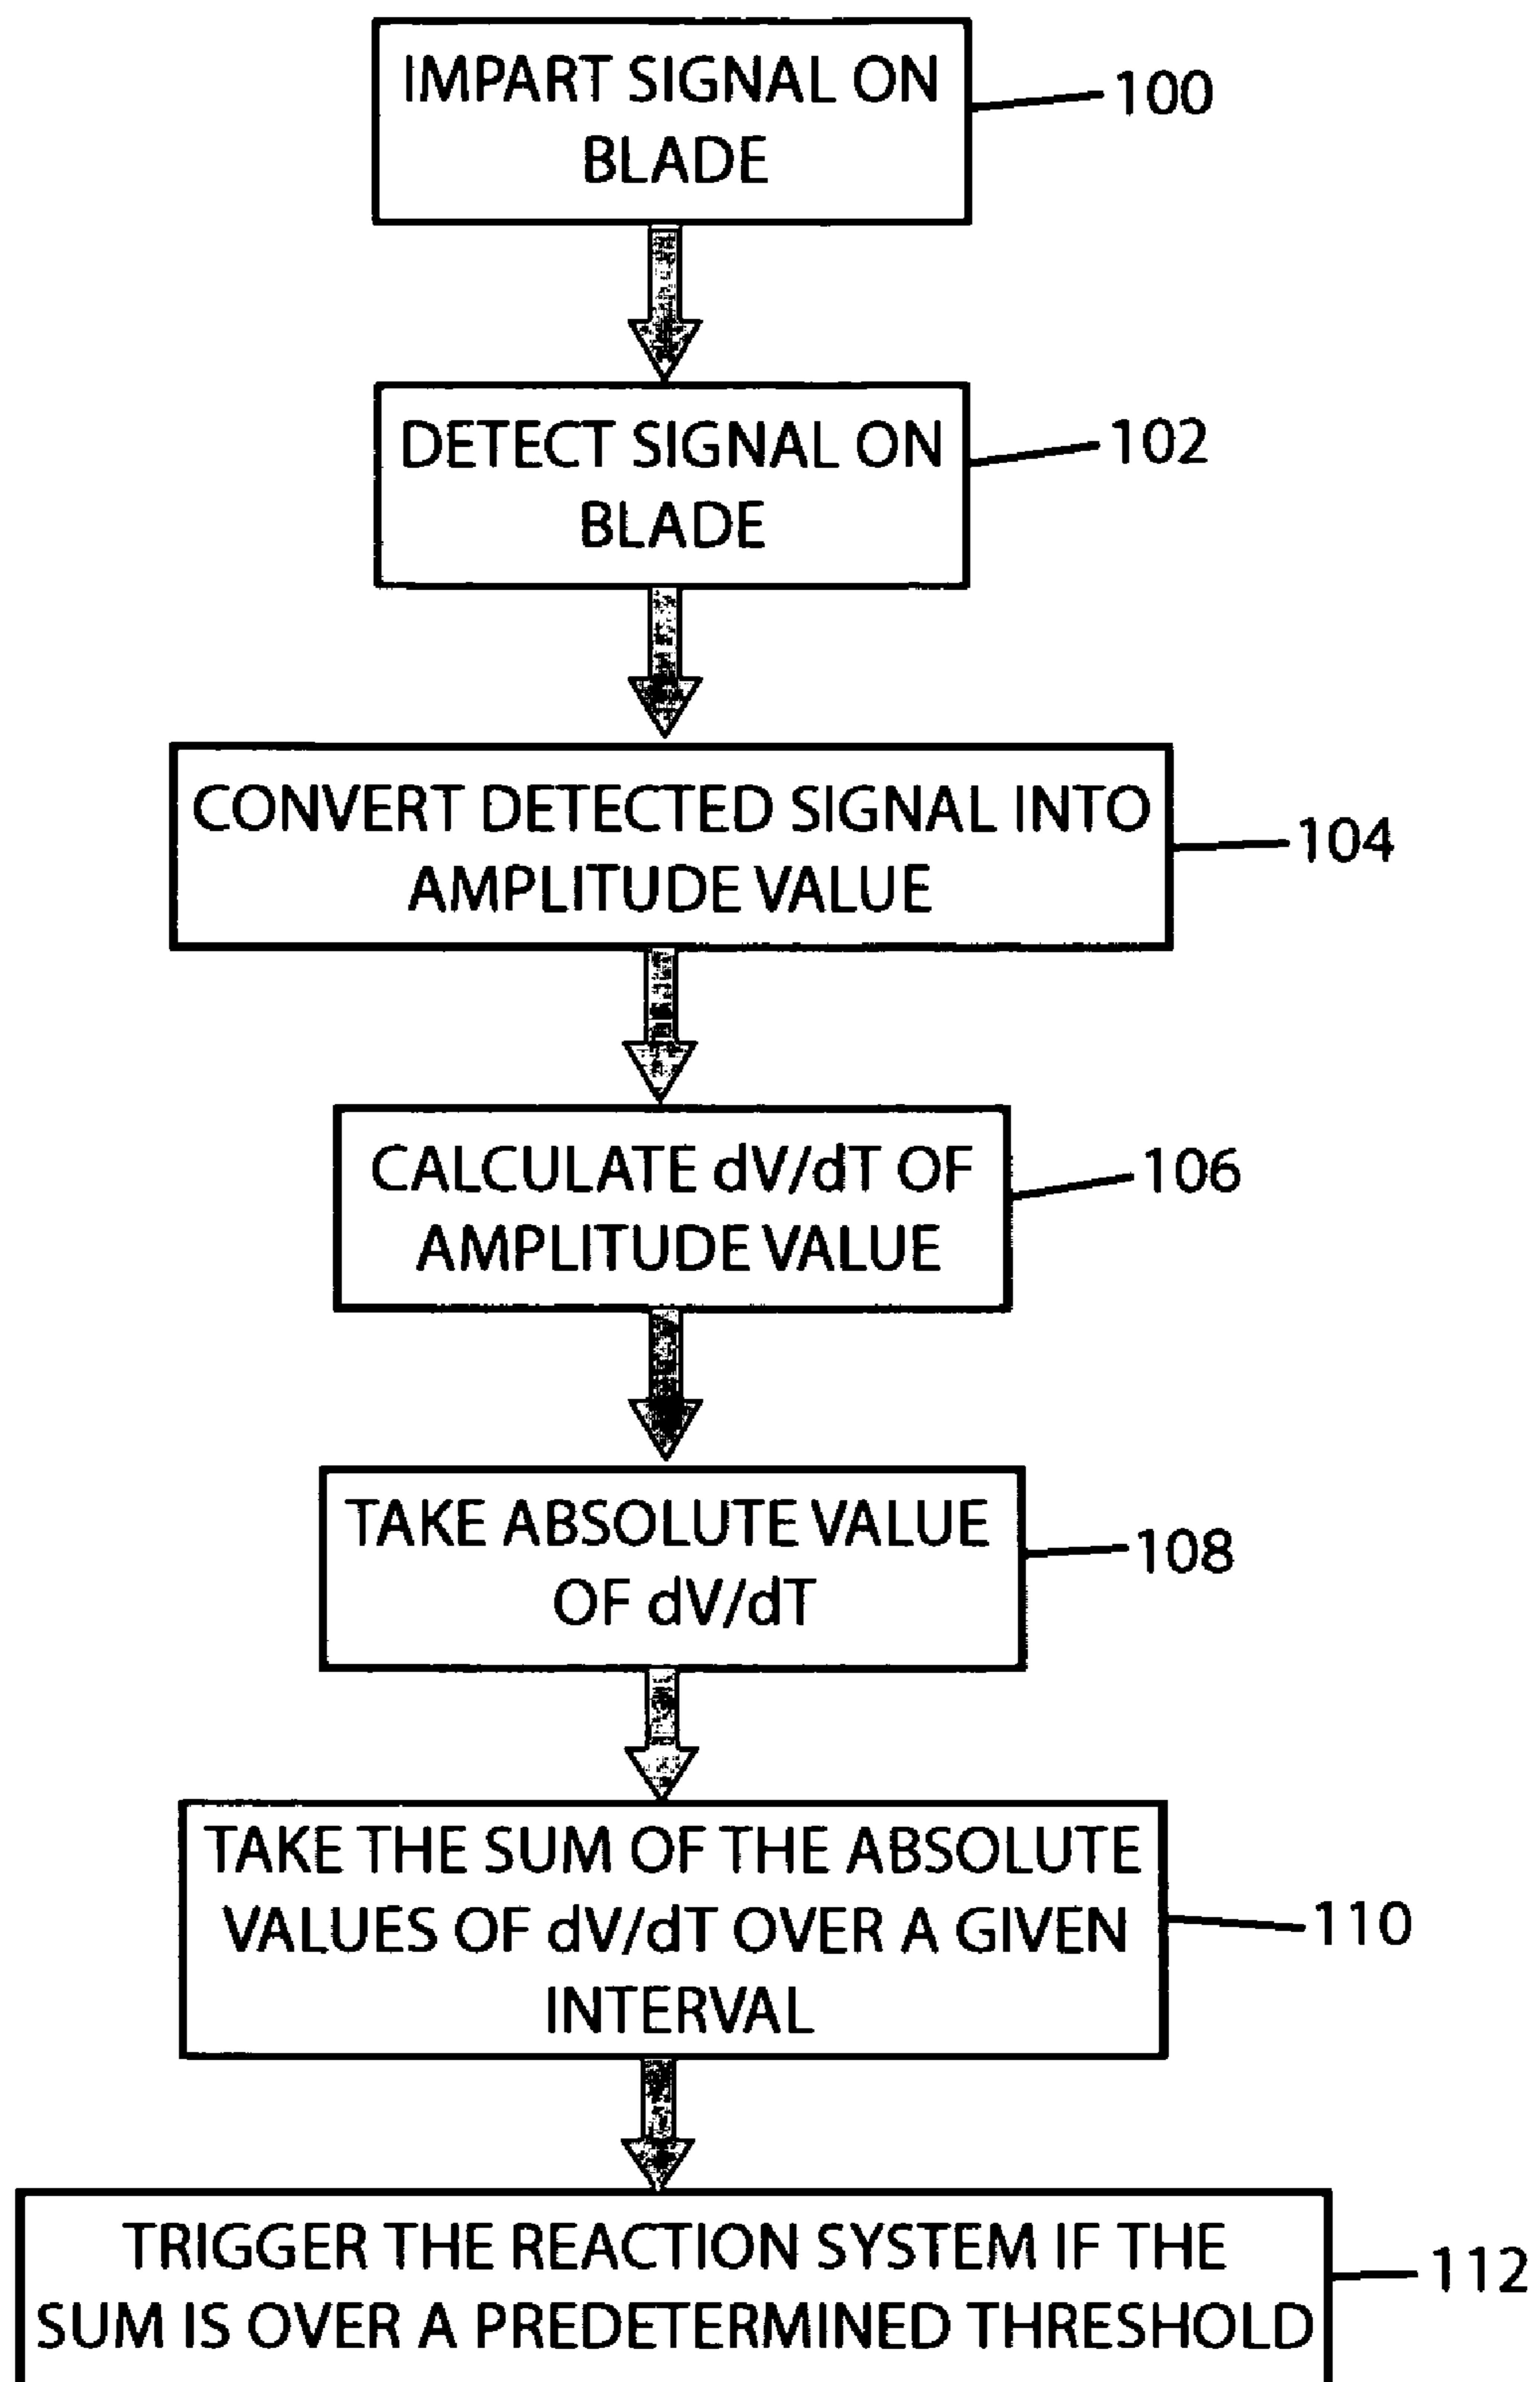 IMPART SIGNAL ON
BLADE
100
DETECT SIGNAL ON
BLADE
102
CONVERT DETECTED SIGNAL INTO
AMPLITUDE VALUE
104
CALCULATE dV/dT OF
AMPLITUDE VALUE
106
TAKE ABSOLUTE VALUE
OF dV/dT
108
TAKE THE SUM OF THE ABSOLUTE
VALUES OF dV/dT OVER A GIVEN
INTERVAL
110
TRIGGER THE REACTION SYSTEM IF THE
SUM IS OVER A PREDETERMINED THRESHOLD
112